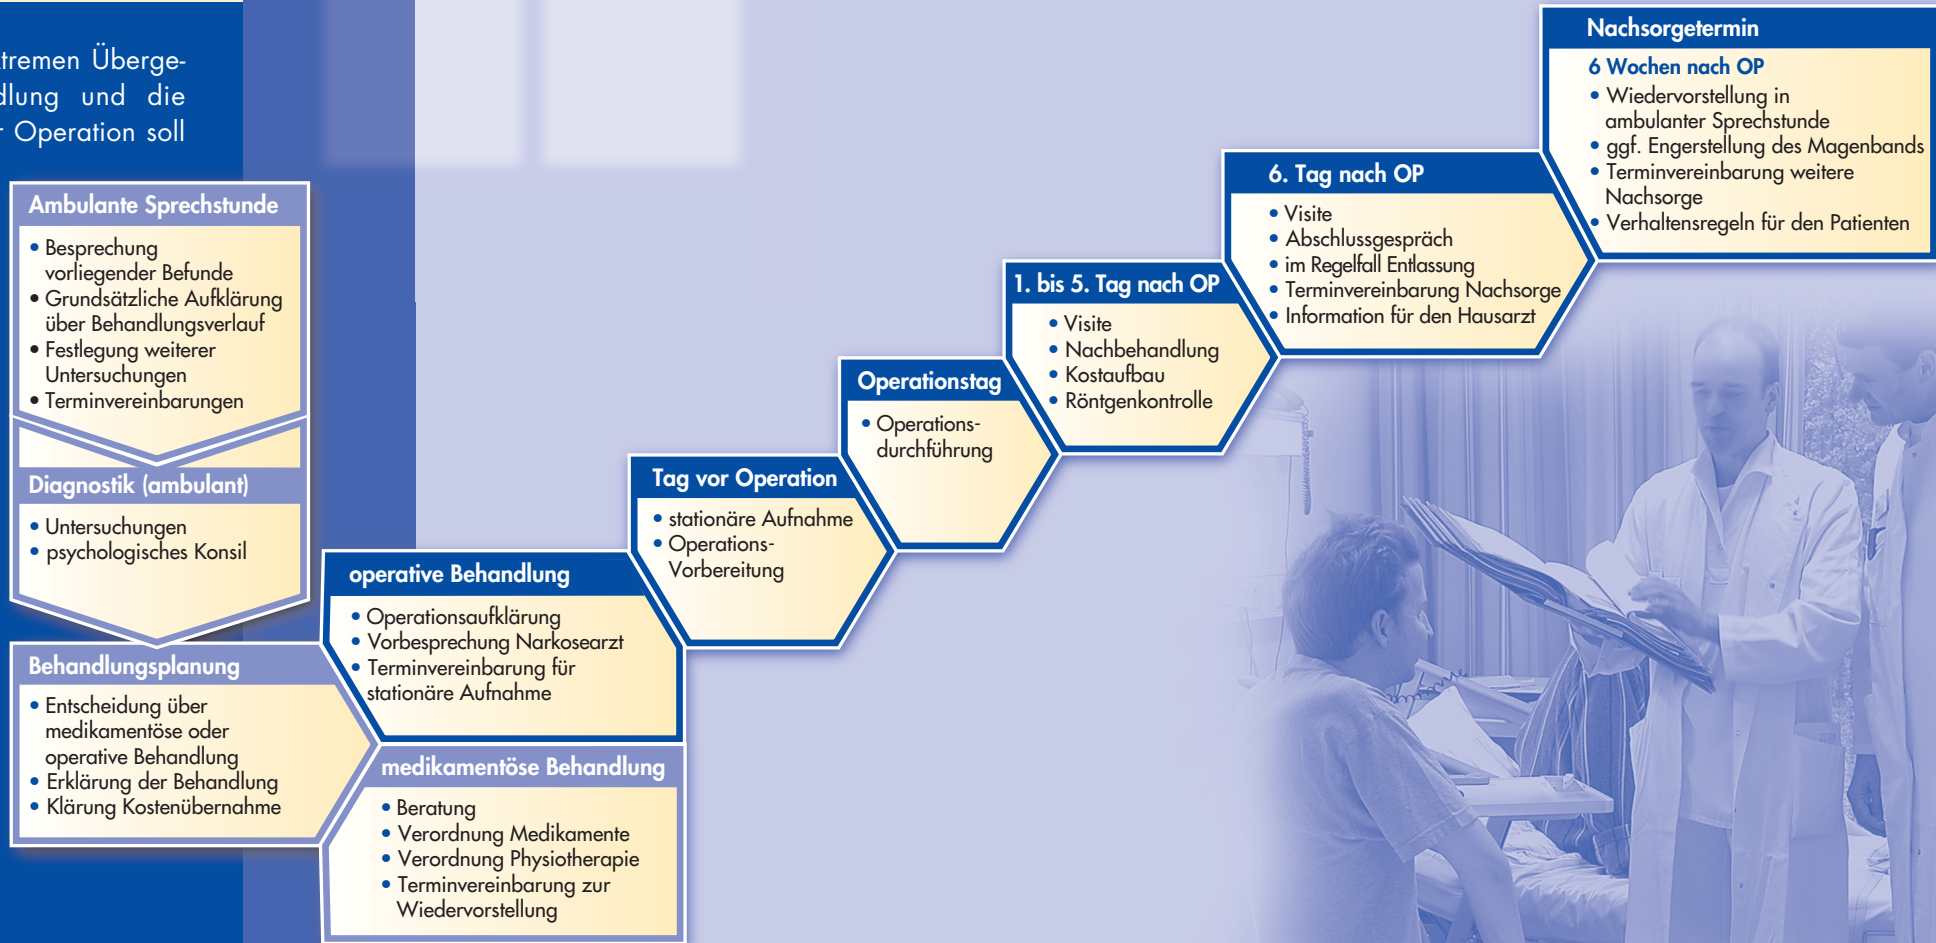 extremen Überge-
dlung und die
r Operation soll
Ambulante Sprechstunde
• Besprechung
vorliegender Befunde
• Grundsätzliche Aufklärung
über Behandlungsverlauf
• Festlegung weiterer
Untersuchungen
• Terminvereinbarungen
Diagnostik (ambulant)
• Untersuchungen
• psychologisches Konsil
Behandlungsplanung
• Entscheidung über
medikamentöse oder
operative Behandlung
• Erklärung der Behandlung
• Klärung Kostenübernahme
operative Behandlung
• Operationsaufklärung
• Vorbesprechung Narkosearzt
• Terminvereinbarung für
stationäre Aufnahme
medikamentöse Behandlung
• Beratung
• Verordnung Medikamente
• Verordnung Physiotherapie
• Terminvereinbarung zur
Wiedervorstellung
Tag vor Operation
• stationäre Aufnahme
• Operations-
Vorbereitung
Operationstag
• Operations-
durchführung
1. bis 5. Tag nach OP
• Visite
• Nachbehandlung
• Kostaufbau
• Röntgenkontrolle
6. Tag nach OP
• Visite
• Abschlussgespräch
• im Regelfall Entlassung
• Terminvereinbarung Nachsorge
• Information für den Hausarzt
Nachsorgetermin
6 Wochen nach OP
• Wiedervorstellung in
ambulanter Sprechstunde
• ggf. Engerstellung des Magenbands
• Terminvereinbarung weitere
Nachsorge
• Verhaltensregeln für den Patienten